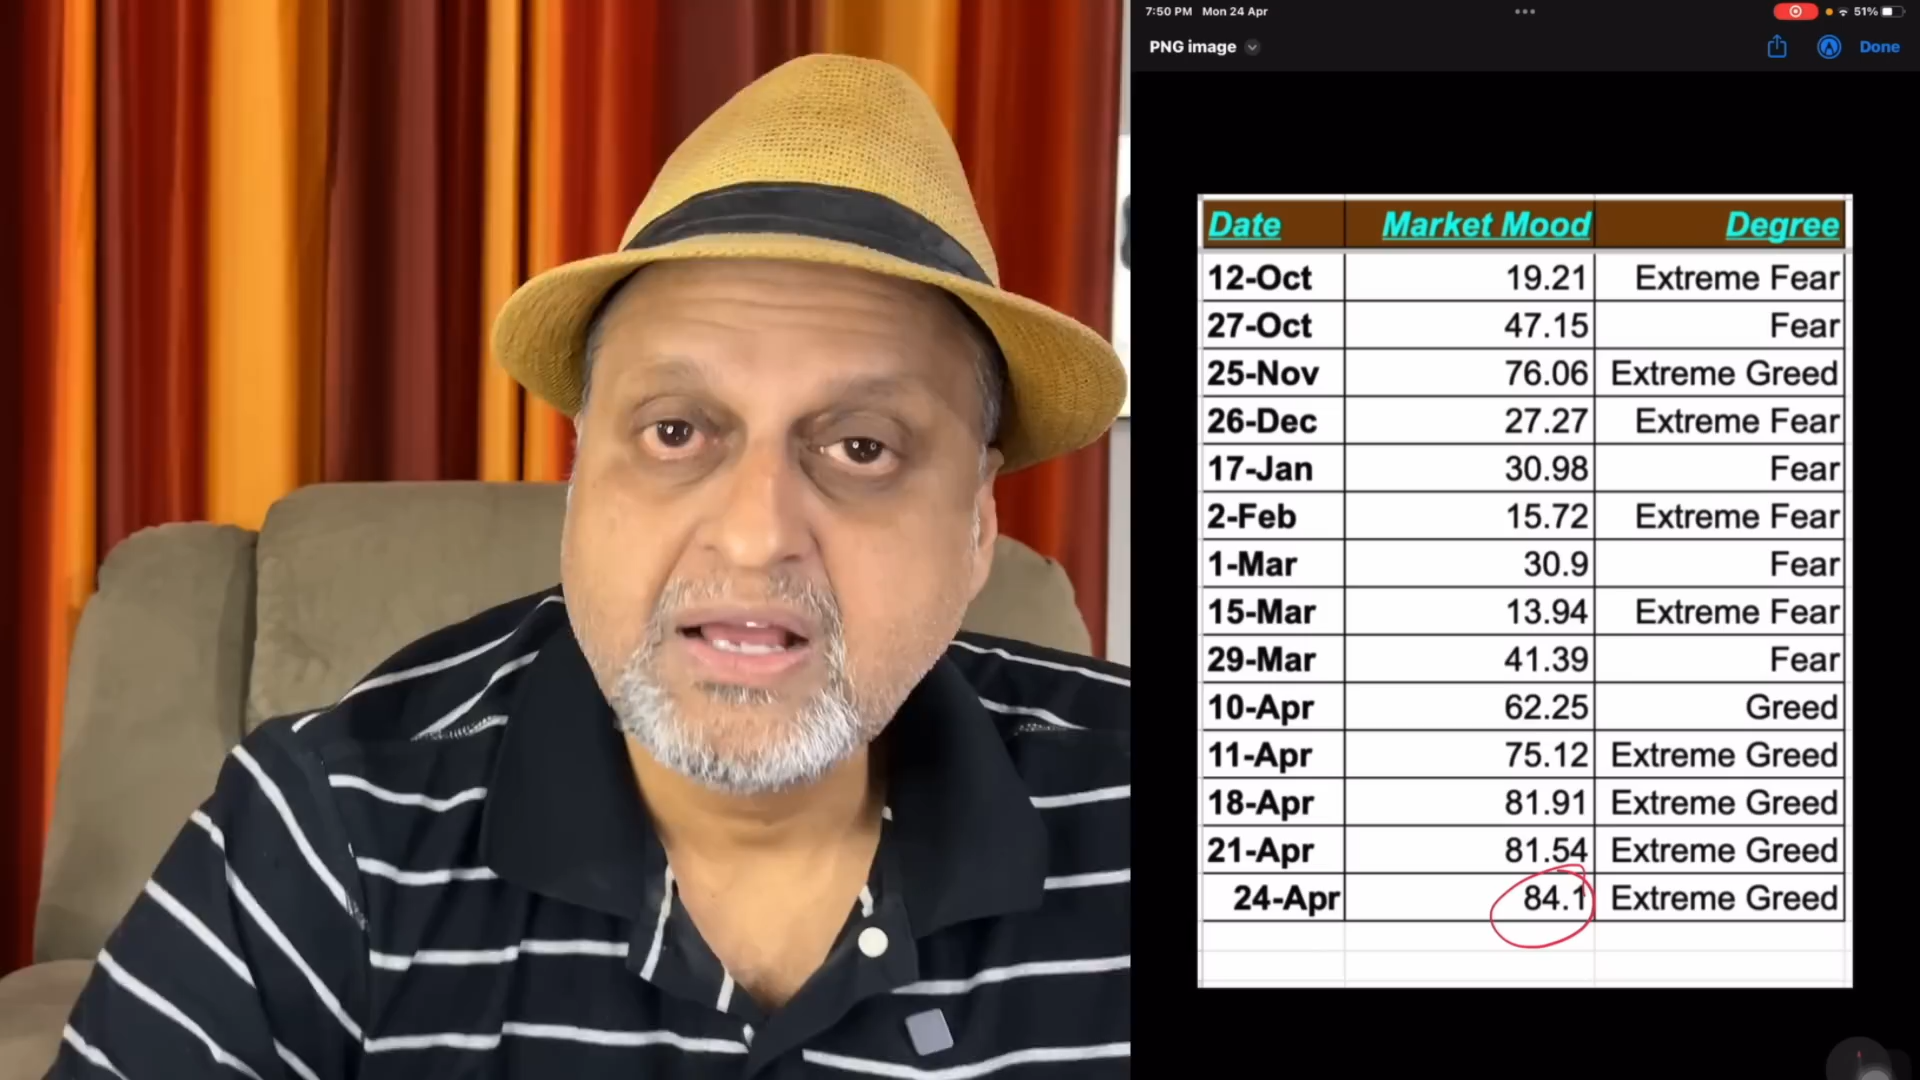 7:50 PM Mon 24 Apr
51%
PNG image
Done
Date Market Mood Degree
12-Oct 19.21 Extreme Fear
27-Oct 47.15 Fear
25-Nov 76.06 Extreme Greed
26-Dec 27.27 Extreme Fear
17-Jan 30.98 Fear
2-Feb 15.72 Extreme Fear
1-Mar 30.9 Fear
15-Mar 13.94 Extreme Fear
29-Mar 41.39 Fear
10-Apr 62.25 Greed
11-Apr 75.12 Extreme Greed
18-Apr 81.91 Extreme Greed
21-Apr 81.54 Extreme Greed
24-Apr 84.1 Extreme Greed